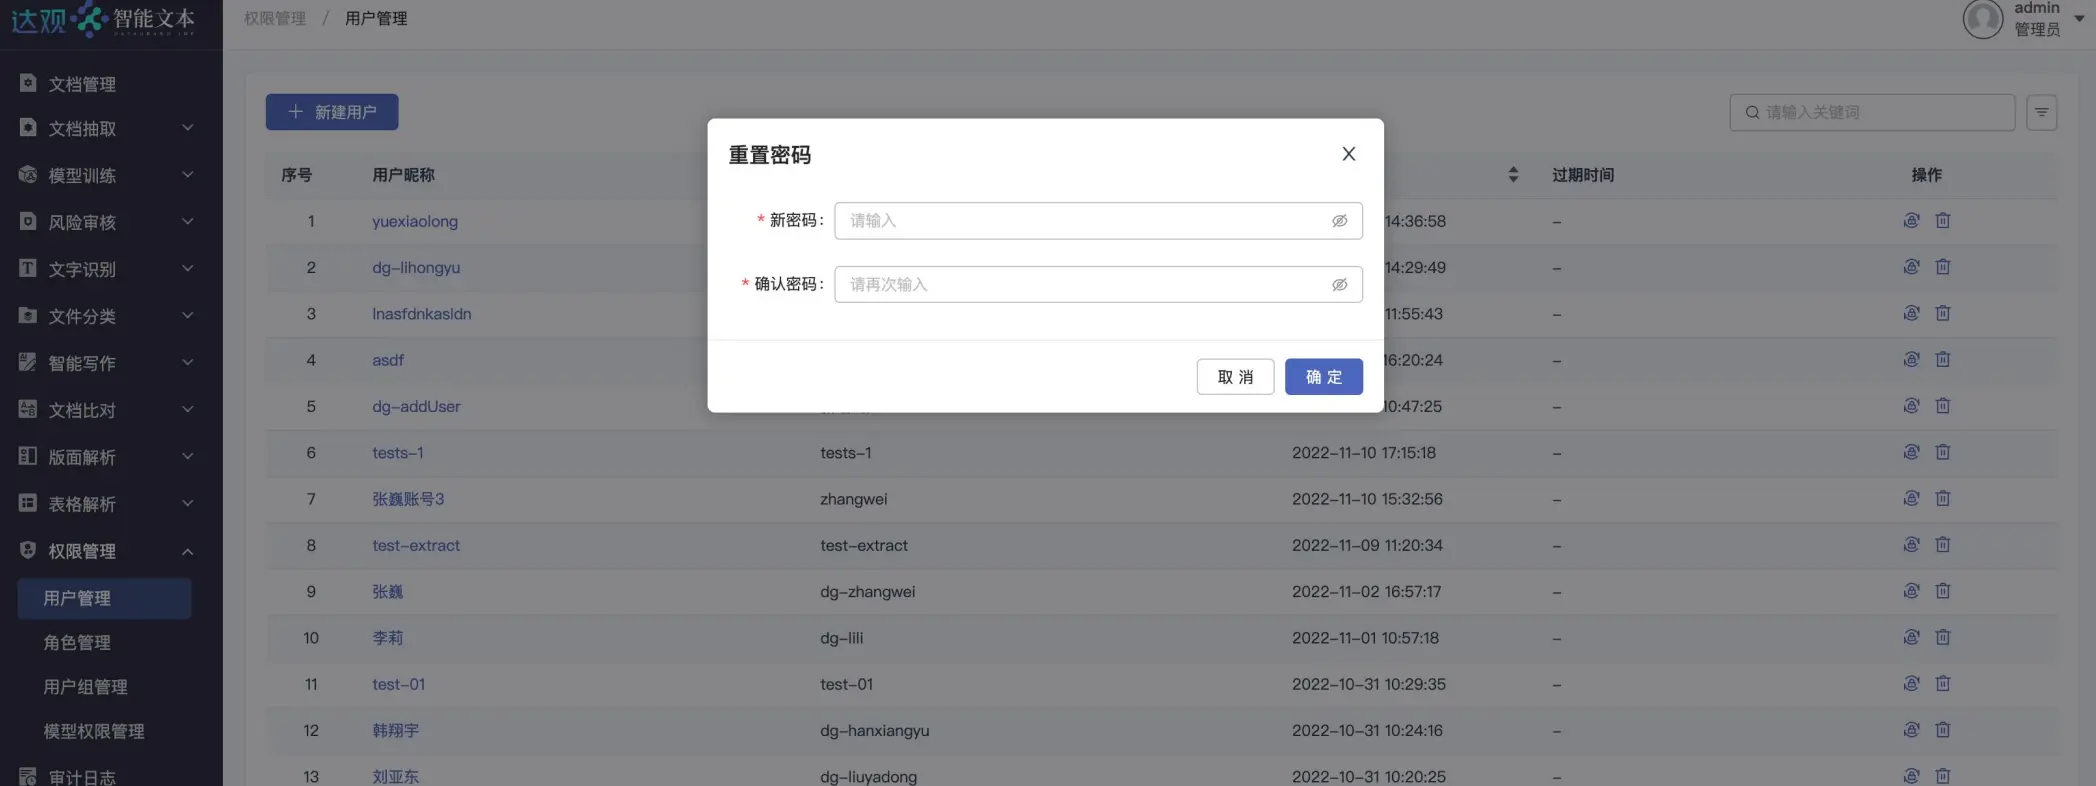 达观 智能文本
权限管理 / 用户管理
admin
管理员
文档管理
文档抽取
模型训练
风险审核
文字识别
文件分类
智能写作
文档比对
版面解析
表格解析
权限管理
用户管理
角色管理
用户组管理
模型权限管理
审计日志
+ 新建用户
请输入关键词
序号 用户昵称 过期时间 操作
1 yuexiaolong 14:36:58 –
2 dg-lihongyu 14:29:49 –
3 lnasfdnkasldn 11:55:43 –
4 asdf 16:20:24 –
5 dg-addUser 10:47:25 –
6 tests-1 tests-1 2022-11-10 17:15:18 –
7 张巍账号3 zhangwei 2022-11-10 15:32:56 –
8 test-extract test-extract 2022-11-09 11:20:34 –
9 张巍 dg-zhangwei 2022-11-02 16:57:17 –
10 李莉 dg-lili 2022-11-01 10:57:18 –
11 test-01 test-01 2022-10-31 10:29:35 –
12 韩翔宇 dg-hanxiangyu 2022-10-31 10:24:16 –
13 刘亚东 dg-liuyadong 2022-10-31 10:20:25 –
重置密码
* 新密码: 请输入
* 确认密码: 请再次输入
取 消 确 定